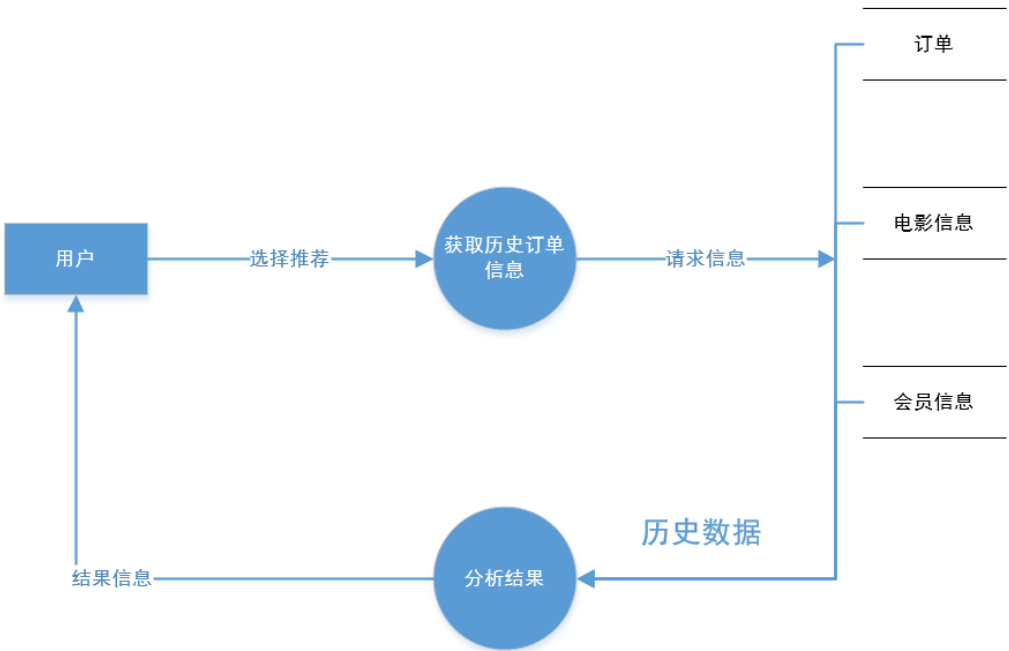 订单
电影信息
用户
选择推荐
获取历史订单
信息
请求信息
会员信息
历史数据
结果信息
分析结果